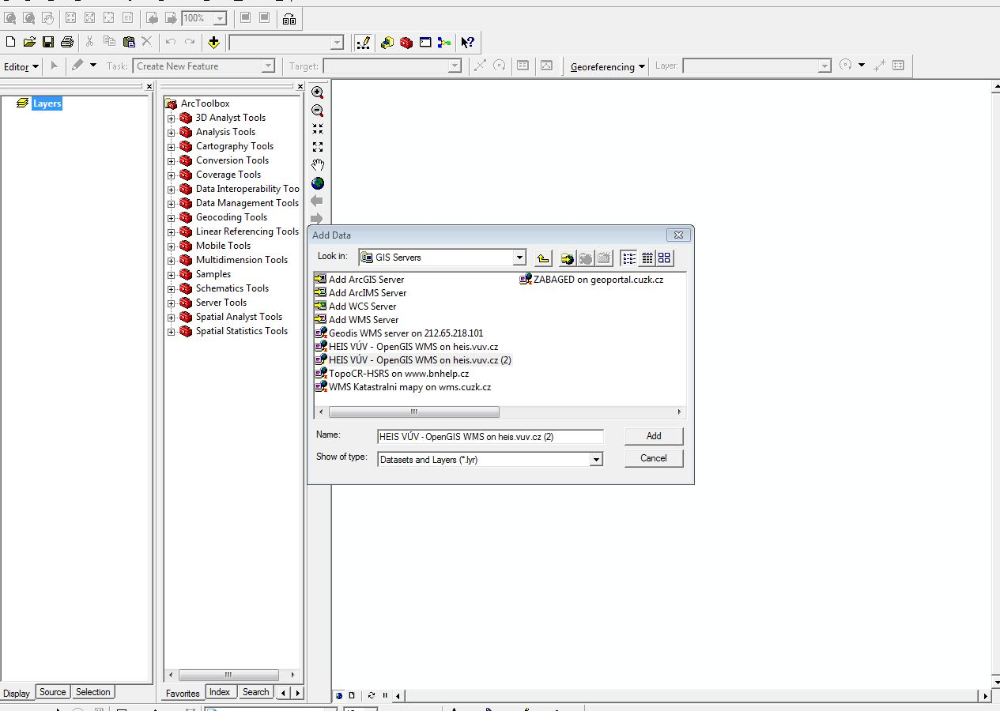 100%
Editor Task: Create New Feature Target: Georeferencing Layer:
Layers
ArcToolbox
3D Analyst Tools
Analysis Tools
Cartography Tools
Conversion Tools
Coverage Tools
Data Interoperability Too
Data Management Tools
Geocoding Tools
Linear Referencing Tools
Mobile Tools
Multidimension Tools
Samples
Schematics Tools
Server Tools
Spatial Analyst Tools
Spatial Statistics Tools
Add Data
Look in: GIS Servers
Add ArcGIS Server
Add ArcIMS Server
Add WCS Server
Add WMS Server
Geodis WMS server on 212.65.218.101
HEIS VÚV - OpenGIS WMS on heis.vuv.cz
HEIS VÚV - OpenGIS WMS on heis.vuv.cz (2)
TopoCR-HSRS on www.bnhelp.cz
WMS Katastralni mapy on wms.cuzk.cz
ZABAGED on geoportal.cuzk.cz
Name: HEIS VÚV - OpenGIS WMS on heis.vuv.cz (2) Add
Show of type: Datasets and Layers (*.lyr) Cancel
Display Source Selection
Favorites Index Search